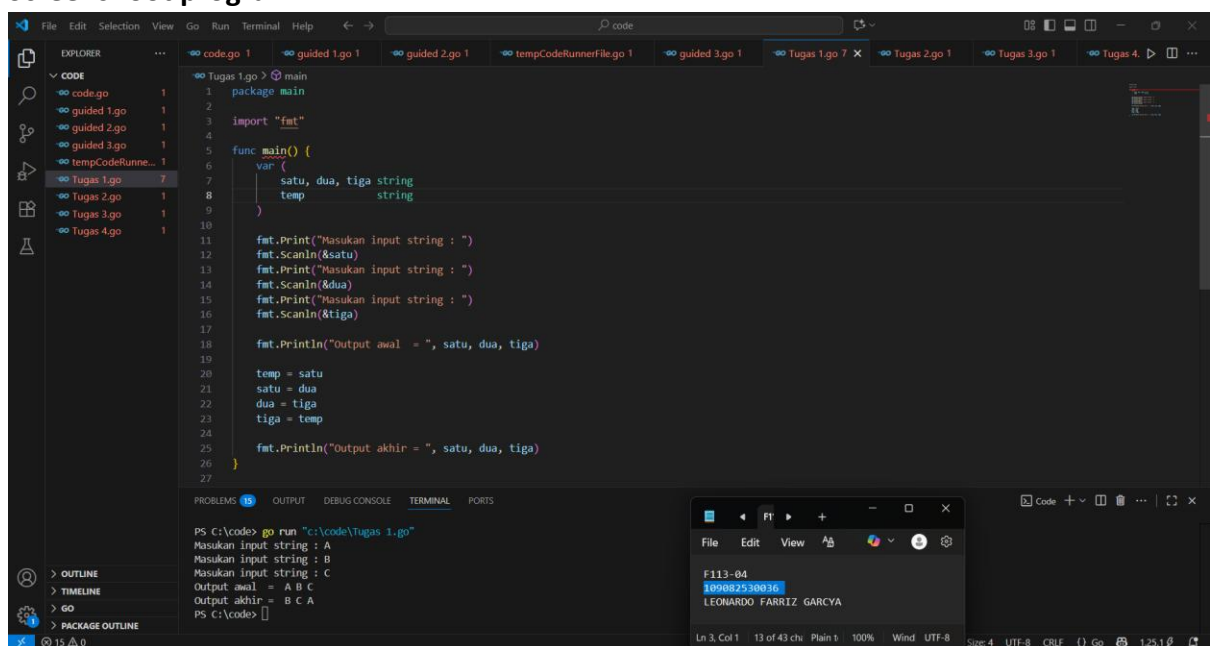 File Edit Selection View Go Run Terminal Help
code
EXPLORER
code.go 1
guided 1.go 1
guided 2.go 1
tempCodeRunnerFile.go 1
guided 3.go 1
Tugas 1.go 7
Tugas 2.go 1
Tugas 3.go 1
Tugas 4.
CODE
code.go 1
guided 1.go 1
guided 2.go 1
guided 3.go 1
tempCodeRunne... 1
Tugas 1.go 7
Tugas 2.go 1
Tugas 3.go 1
Tugas 4.go 1
Tugas 1.go > main
1 package main
2
3 import "fmt"
4
5 func main() {
6 var (
7 satu, dua, tiga string
8 temp string
9 )
10
11 fmt.Print("Masukan input string : ")
12 fmt.Scanln(&satu)
13 fmt.Print("Masukan input string : ")
14 fmt.Scanln(&dua)
15 fmt.Print("Masukan input string : ")
16 fmt.Scanln(&tiga)
17
18 fmt.Println("Output awal  = ", satu, dua, tiga)
19
20 temp = satu
21 satu = dua
22 dua = tiga
23 tiga = temp
24
25 fmt.Println("Output akhir = ", satu, dua, tiga)
26 }
27
PROBLEMS 15 OUTPUT DEBUG CONSOLE TERMINAL PORTS
Code
PS C:\code> go run "c:\code\Tugas 1.go"
Masukan input string : A
Masukan input string : B
Masukan input string : C
Output awal  =  A B C
Output akhir =  B C A
PS C:\code>
File Edit View
F113-04
109082530036
LEONARDO FARRIZ GARCYA
Ln 3, Col 1 13 of 43 cha Plain t 100% Wind UTF-8
OUTLINE
TIMELINE
GO
PACKAGE OUTLINE
15 0
Size: 4 UTF-8 CRLF {} Go 1.25.1